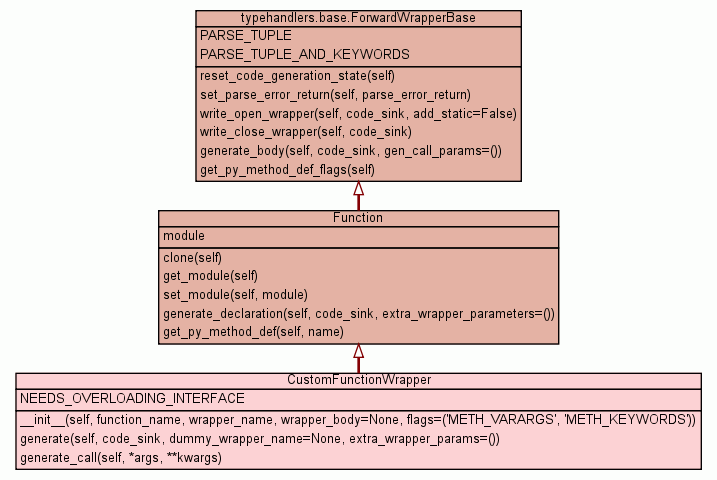 typehandlers.base.ForwardWrapperBase
PARSE_TUPLE
PARSE_TUPLE_AND_KEYWORDS
reset_code_generation_state(self)
set_parse_error_return(self, parse_error_return)
write_open_wrapper(self, code_sink, add_static=False)
write_close_wrapper(self, code_sink)
generate_body(self, code_sink, gen_call_params=())
get_py_method_def_flags(self)
Function
module
clone(self)
get_module(self)
set_module(self, module)
generate_declaration(self, code_sink, extra_wrapper_parameters=())
get_py_method_def(self, name)
CustomFunctionWrapper
NEEDS_OVERLOADING_INTERFACE
__init__(self, function_name, wrapper_name, wrapper_body=None, flags=('METH_VARARGS', 'METH_KEYWORDS'))
generate(self, code_sink, dummy_wrapper_name=None, extra_wrapper_params=())
generate_call(self, *args, **kwargs)